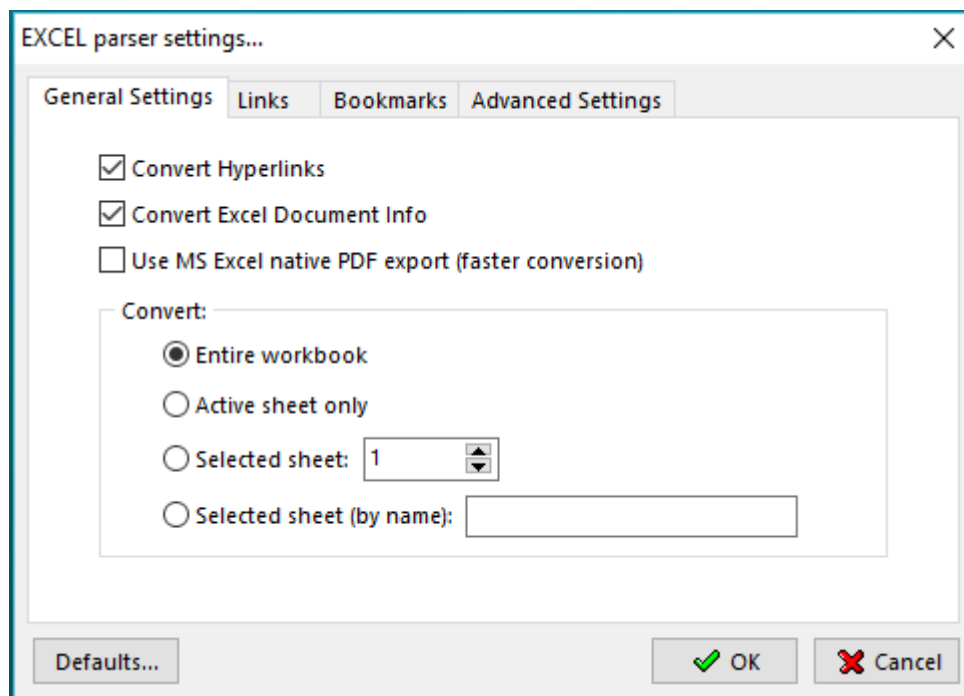 EXCEL parser settings...
General Settings Links Bookmarks Advanced Settings
Convert Hyperlinks
Convert Excel Document Info
Use MS Excel native PDF export (faster conversion)
Convert:
Entire workbook
Active sheet only
Selected sheet: 1
Selected sheet (by name):
Defaults... OK Cancel